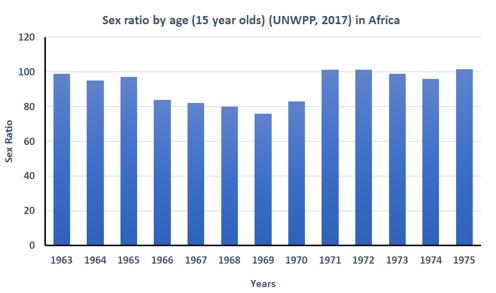 Sex ratio by age (15 year olds) (UNWPP, 2017) in Africa
120
100
80
60
40
20
0
Sex Ratio
1963 1964 1965 1966 1967 1968 1969 1970 1971 1972 1973 1974 1975
Years